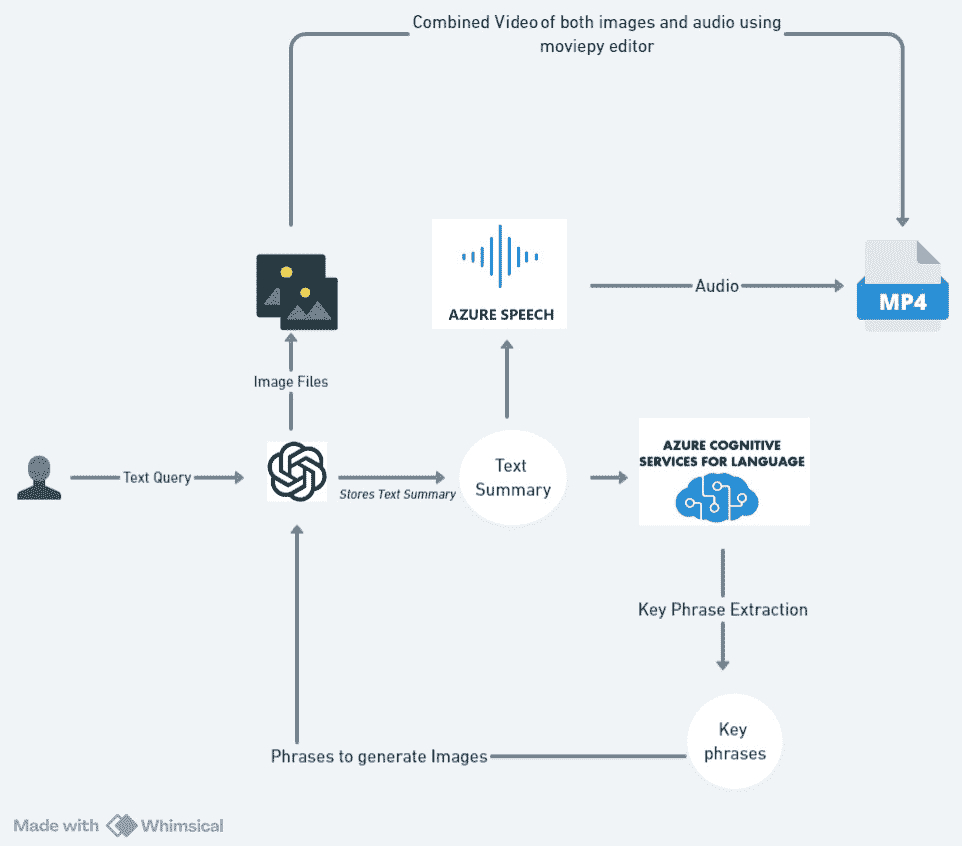 Combined Video of both images and audio using
moviepy editor
AZURE SPEECH
Audio
MP4
Image Files
Text Query
Stores Text Summary
Text
Summary
AZURE COGNITIVE
SERVICES FOR LANGUAGE
Key Phrase Extraction
Key
phrases
Phrases to generate Images
Made with Whimsical